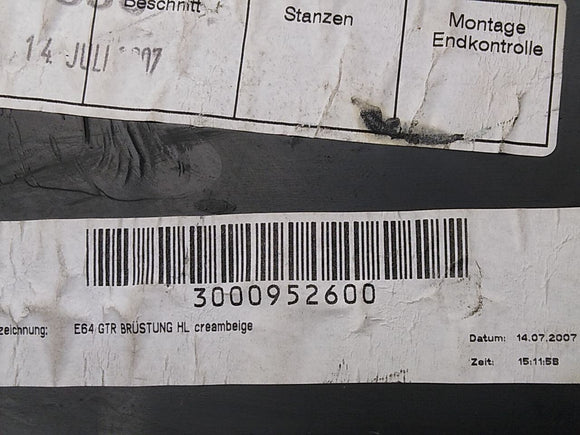 Beschnitt
Stanzen
Montage
Endkontrolle
14. JULI 2007
3000952600
zeichnung: E64 GTR BRÜSTUNG HL creambeige
Datum: 14.07.2007
Zeit: 15:11:58